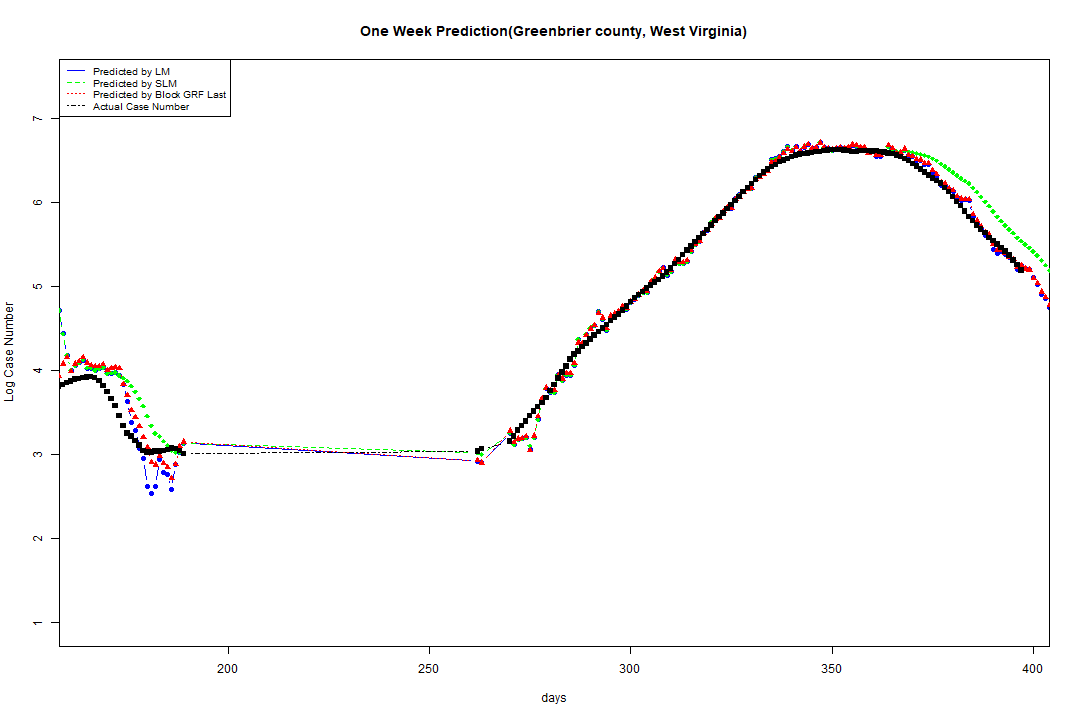 One Week Prediction(Greenbrier county, West Virginia)
Predicted by LM
Predicted by SLM
Predicted by Block GRF Last
Actual Case Number
Log Case Number
7
6
5
4
3
2
1
200 250 300 350 400
days